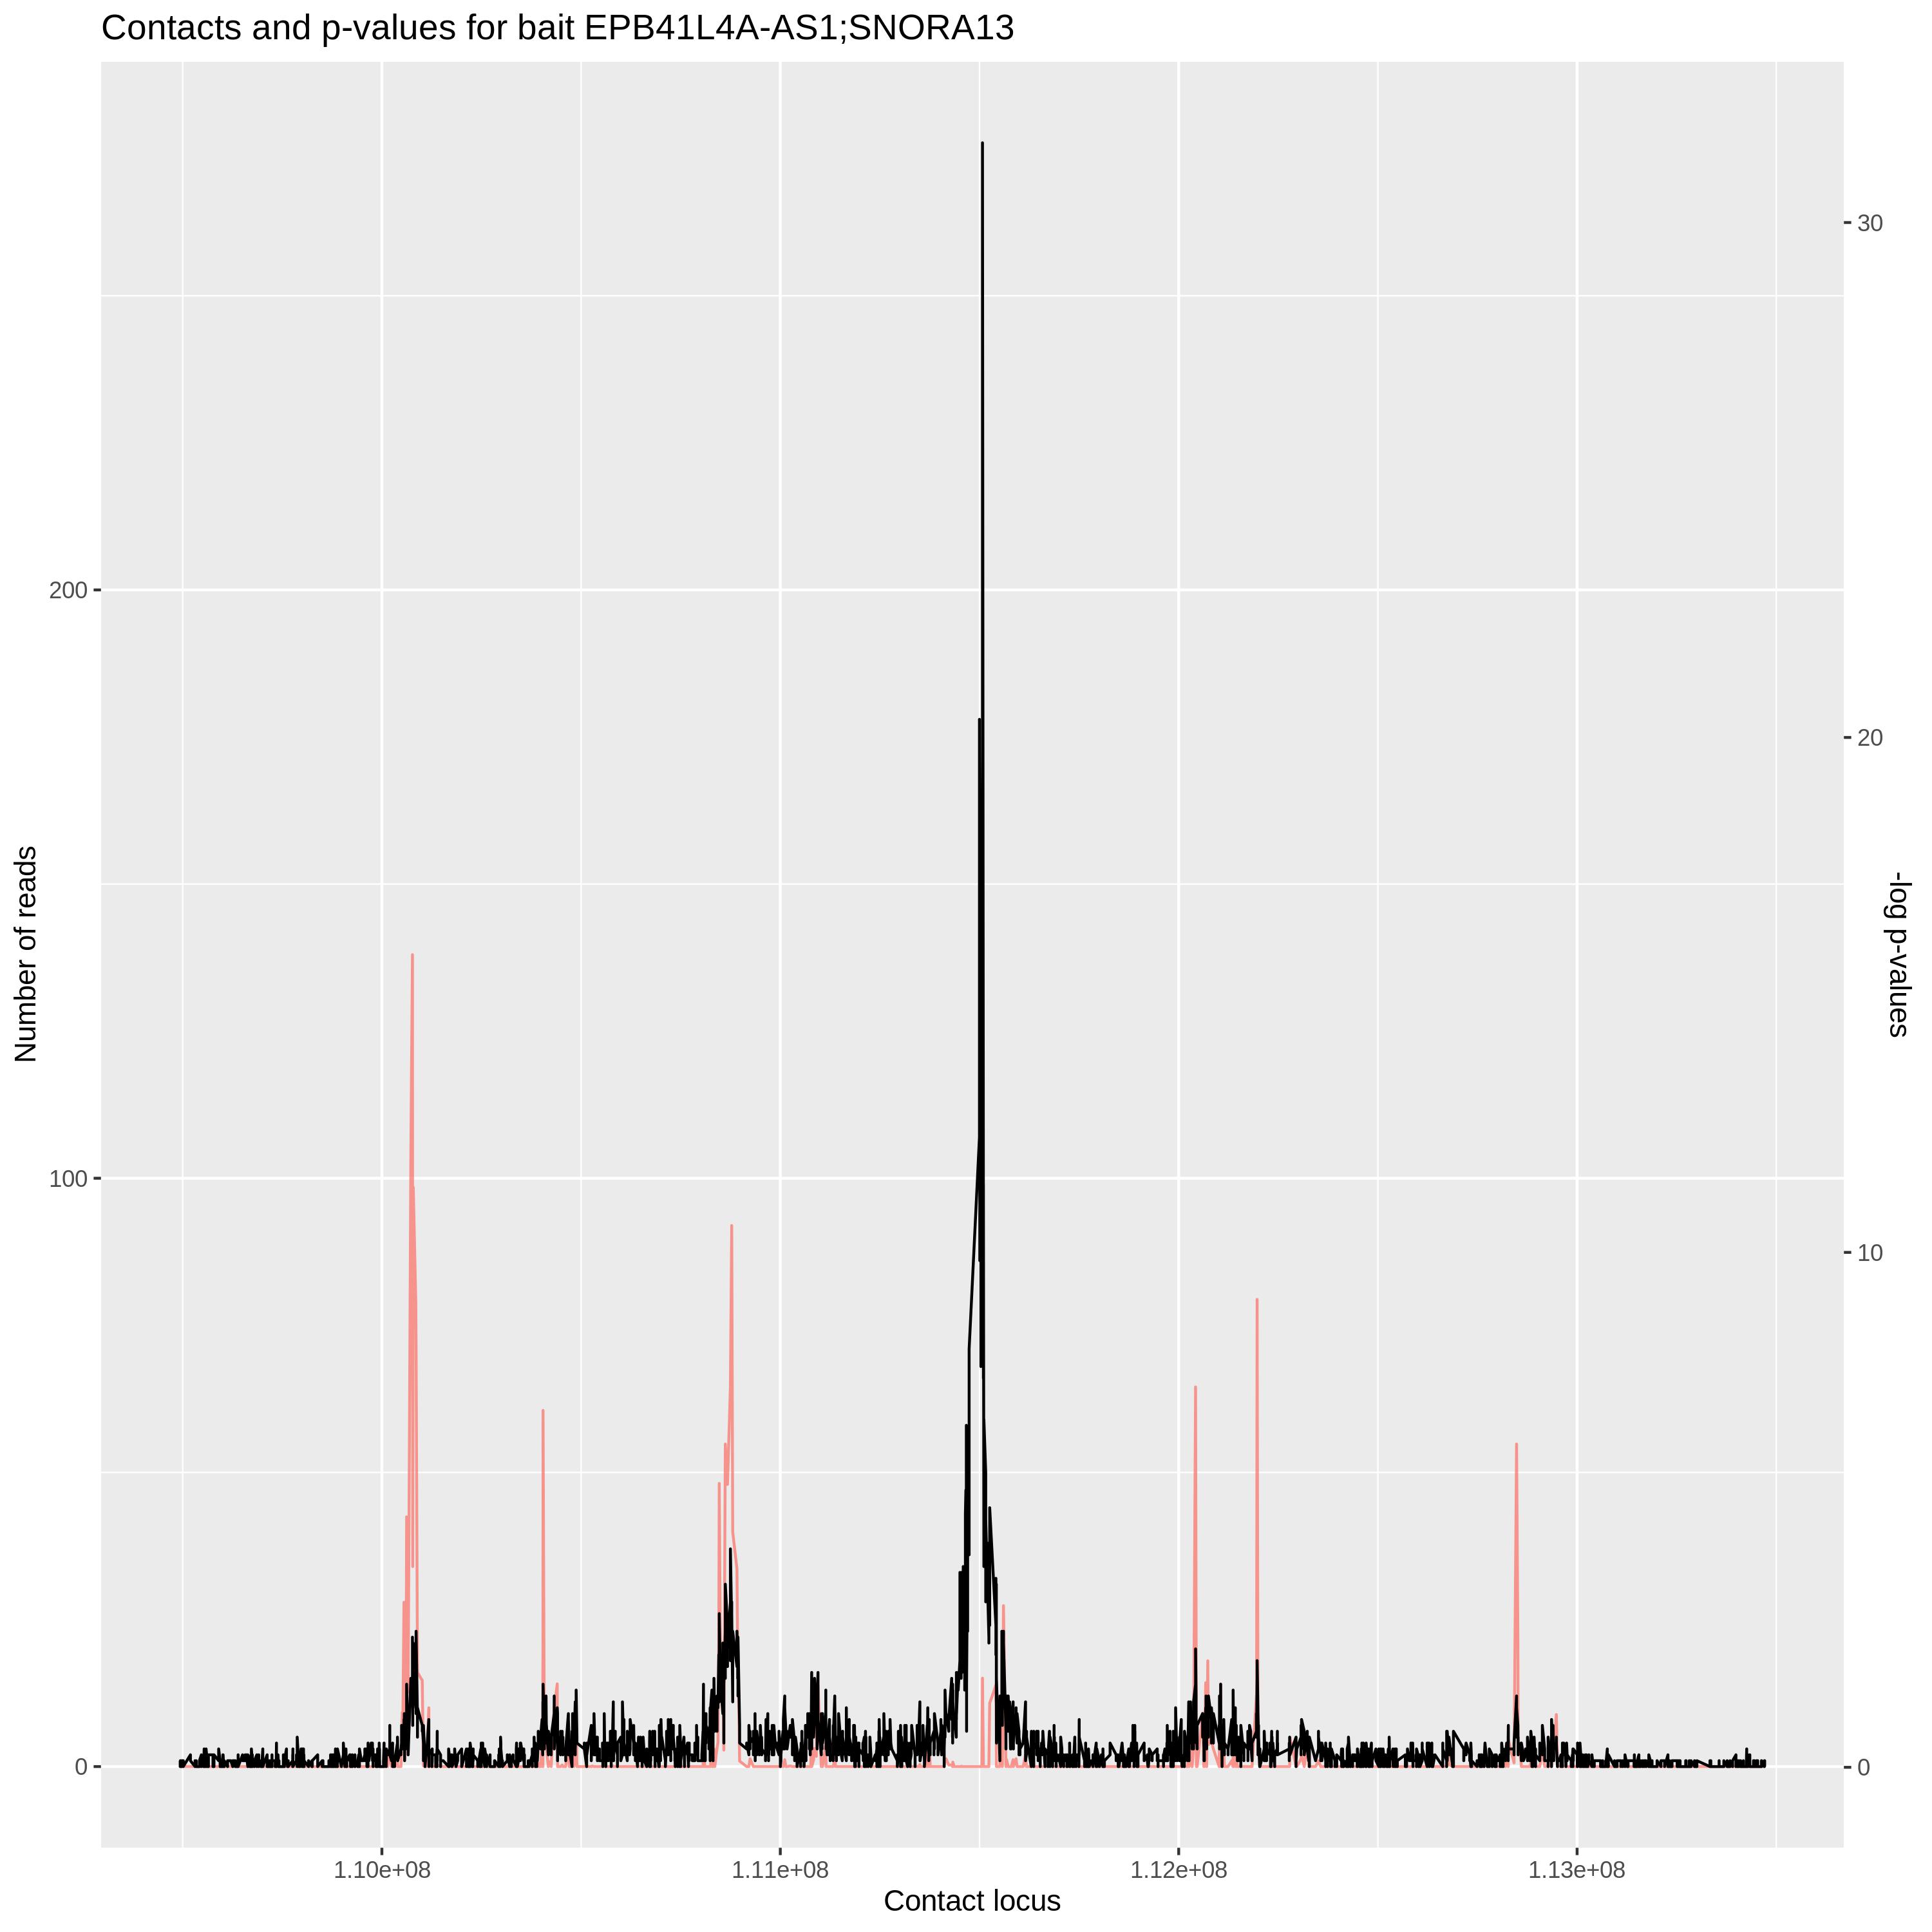 Contacts and p-values for bait EPB41L4A-AS1;SNORA13
30
200
20
Number of reads
-log p-values
100
10
0
0
1.10e+08
1.11e+08
1.12e+08
1.13e+08
Contact locus